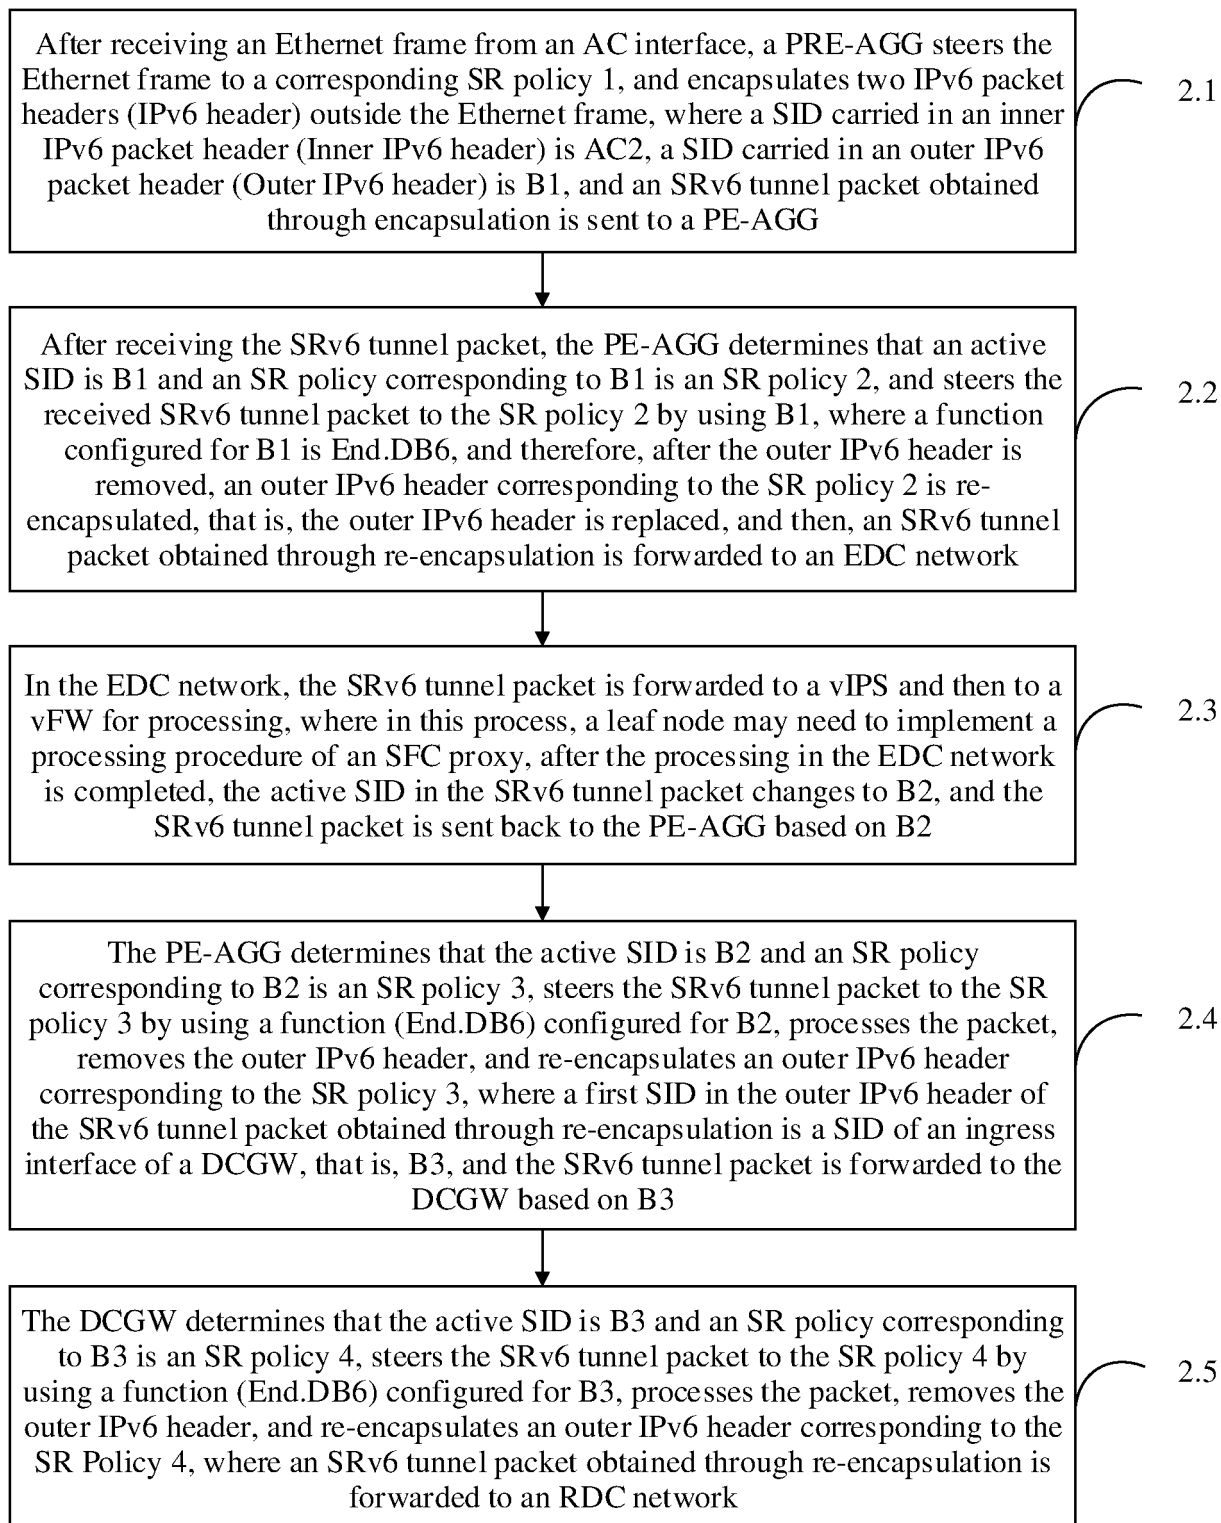 After receiving an Ethernet frame from an AC interface, a PRE-AGG steers the
Ethernet frame to a corresponding SR policy 1, and encapsulates two IPv6 packet
headers (IPv6 header) outside the Ethernet frame, where a SID carried in an inner
IPv6 packet header (Inner IPv6 header) is AC2, a SID carried in an outer IPv6
packet header (Outer IPv6 header) is B1, and an SRv6 tunnel packet obtained
through encapsulation is sent to a PE-AGG
2.1
After receiving the SRv6 tunnel packet, the PE-AGG determines that an active
SID is B1 and an SR policy corresponding to B1 is an SR policy 2, and steers the
received SRv6 tunnel packet to the SR policy 2 by using B1, where a function
configured for B1 is End.DB6, and therefore, after the outer IPv6 header is
removed, an outer IPv6 header corresponding to the SR policy 2 is re-
encapsulated, that is, the outer IPv6 header is replaced, and then, an SRv6 tunnel
packet obtained through re-encapsulation is forwarded to an EDC network
2.2
In the EDC network, the SRv6 tunnel packet is forwarded to a vIPS and then to a
vFW for processing, where in this process, a leaf node may need to implement a
processing procedure of an SFC proxy, after the processing in the EDC network
is completed, the active SID in the SRv6 tunnel packet changes to B2, and the
SRv6 tunnel packet is sent back to the PE-AGG based on B2
2.3
The PE-AGG determines that the active SID is B2 and an SR policy
corresponding to B2 is an SR policy 3, steers the SRv6 tunnel packet to the SR
policy 3 by using a function (End.DB6) configured for B2, processes the packet,
removes the outer IPv6 header, and re-encapsulates an outer IPv6 header
corresponding to the SR policy 3, where a first SID in the outer IPv6 header of
the SRv6 tunnel packet obtained through re-encapsulation is a SID of an ingress
interface of a DCGW, that is, B3, and the SRv6 tunnel packet is forwarded to the
DCGW based on B3
2.4
The DCGW determines that the active SID is B3 and an SR policy corresponding
to B3 is an SR policy 4, steers the SRv6 tunnel packet to the SR policy 4 by
using a function (End.DB6) configured for B3, processes the packet, removes the
outer IPv6 header, and re-encapsulates an outer IPv6 header corresponding to the
SR Policy 4, where an SRv6 tunnel packet obtained through re-encapsulation is
forwarded to an RDC network
2.5